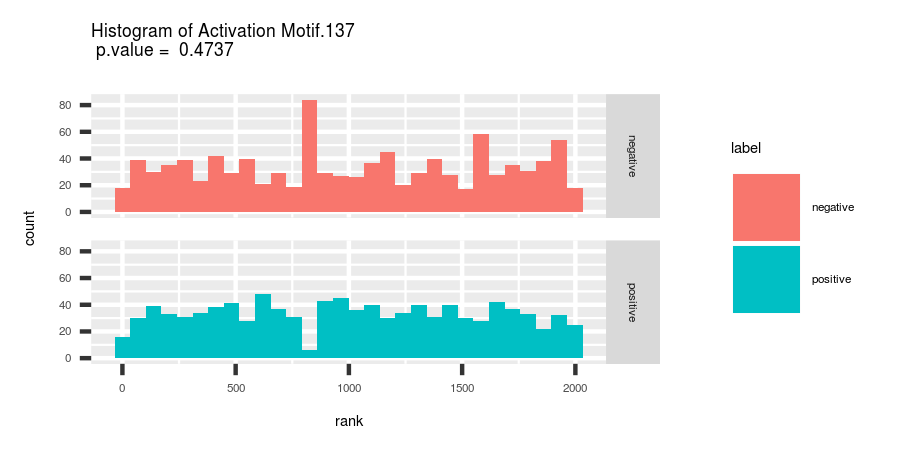 Histogram of Activation Motif.137
p.value =  0.4737
count
80
60
40
20
0
negative
80
60
40
20
0
positive
0 500 1000 1500 2000
rank
label
negative
positive